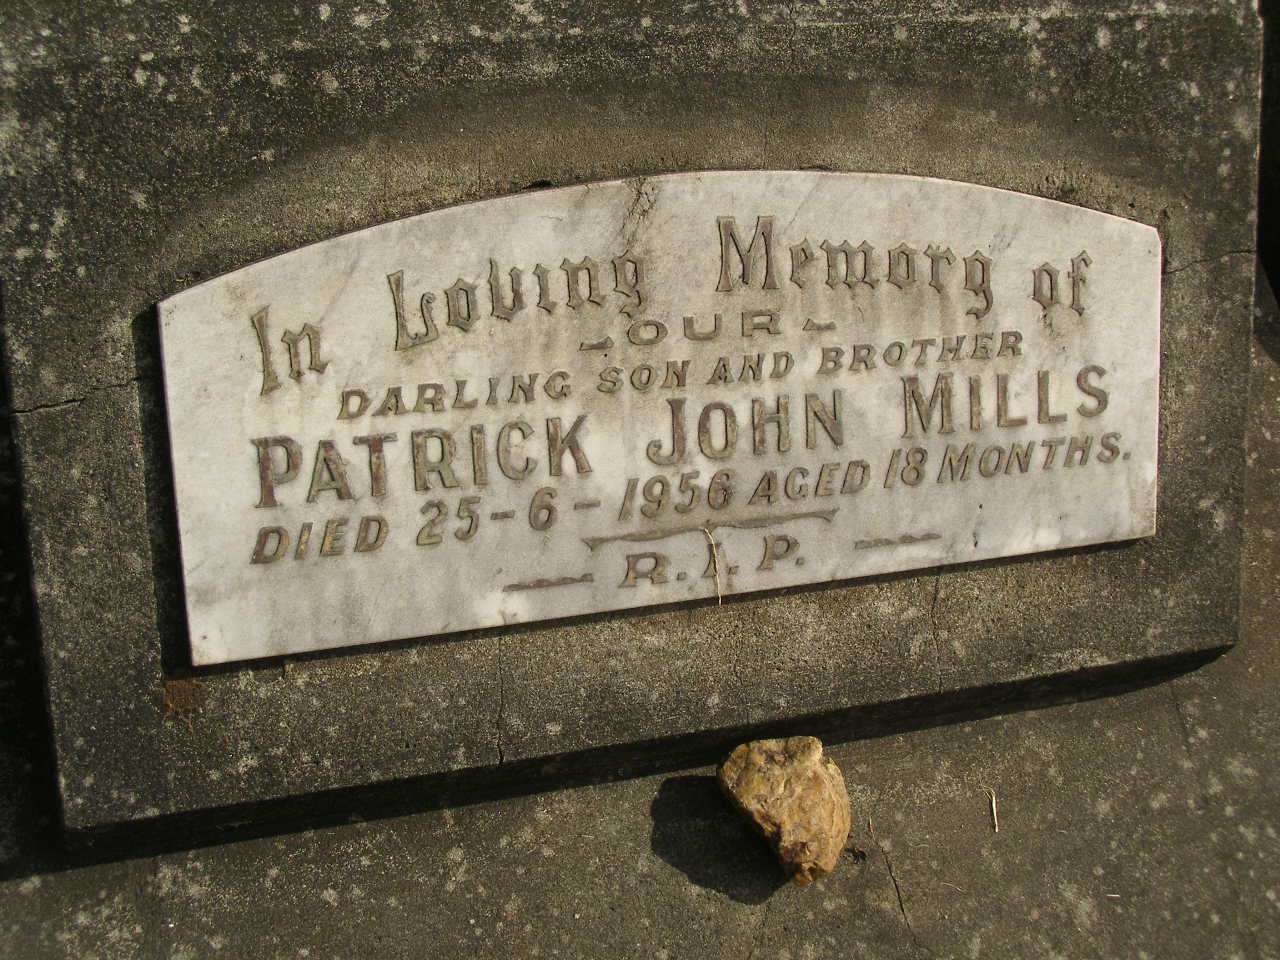 In Loving Memory of
- OUR -
DARLING SON AND BROTHER
PATRICK JOHN MILLS
DIED 25-6-1956 AGED 18 MONTHS.
R.I.P.